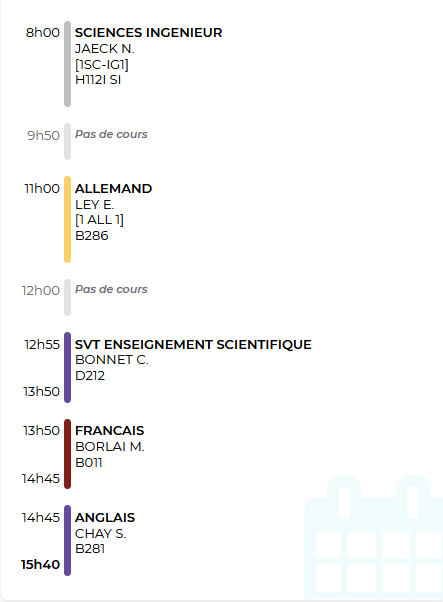 8h00 SCIENCES INGENIEUR
JAECK N.
[1SC-IG1]
H112I SI
9h50 Pas de cours
11h00 ALLEMAND
LEY E.
[1 ALL 1]
B286
12h00 Pas de cours
12h55 SVT ENSEIGNEMENT SCIENTIFIQUE
BONNET C.
D212
13h50
13h50 FRANCAIS
BORLAI M.
B011
14h45
14h45 ANGLAIS
CHAY S.
B281
15h40